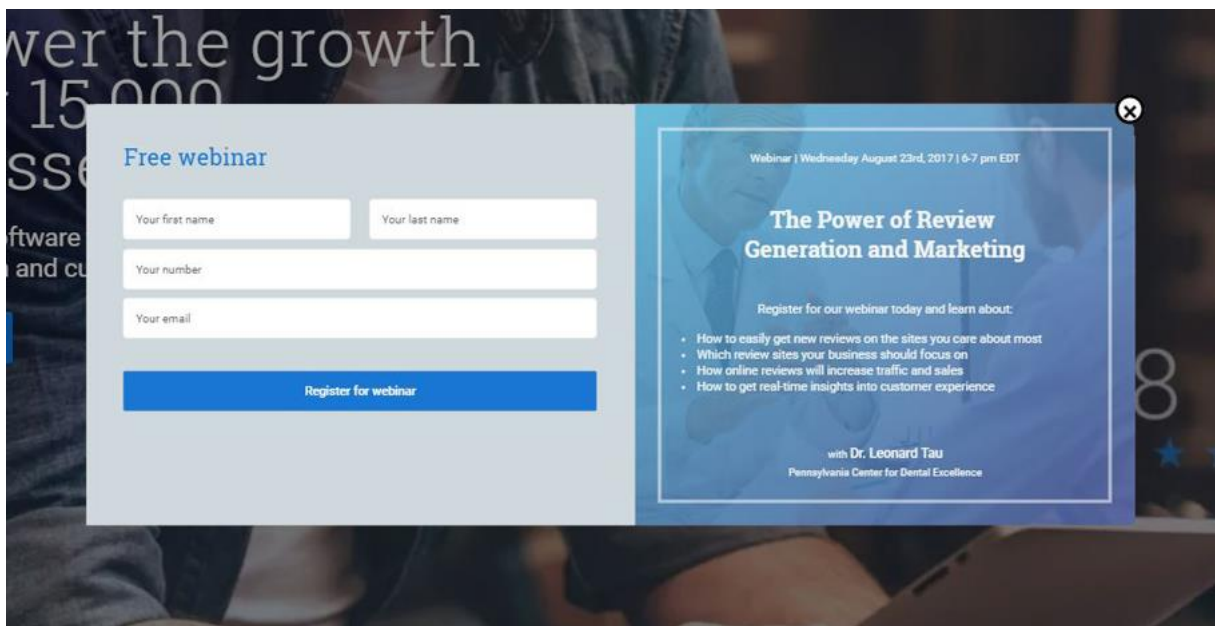 the growth
15,000
Free webinar
Your first name
Your last name
Your number
Your email
Register for webinar
Webinar | Wednesday August 23rd, 2017 | 6-7 pm EDT
The Power of Review
Generation and Marketing
Register for our webinar today and learn about:
• How to easily get new reviews on the sites you care about most
• Which review sites your business should focus on
• How online reviews will increase traffic and sales
• How to get real-time insights into customer experience
with Dr. Leonard Tau
Pennsylvania Center for Dental Excellence
and
8